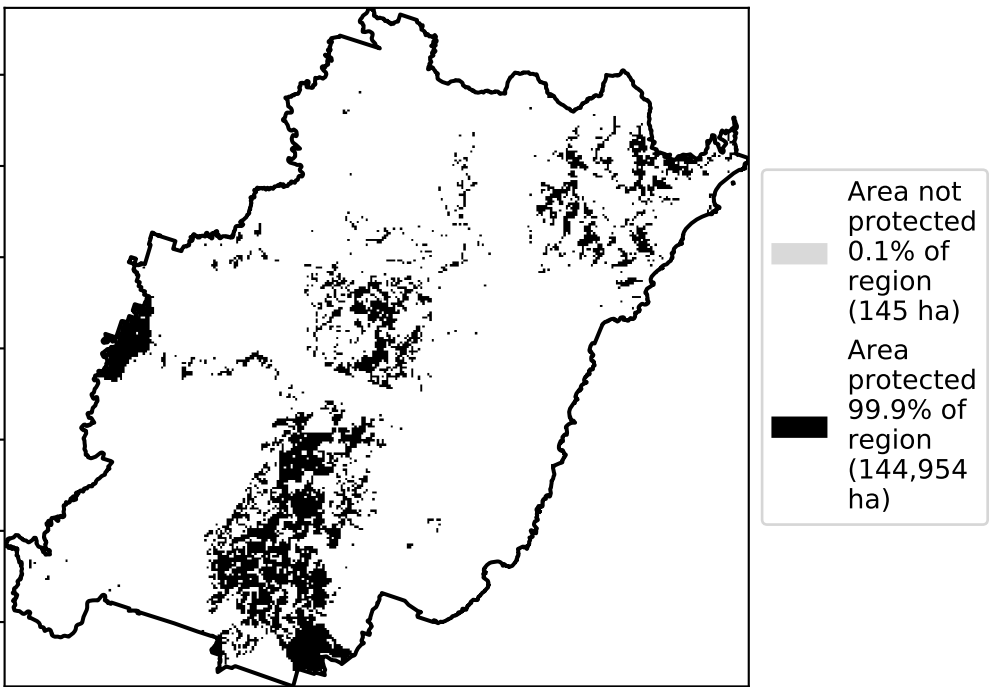 Area not
protected
0.1% of
region
(145 ha)
Area
protected
99.9% of
region
(144,954
ha)